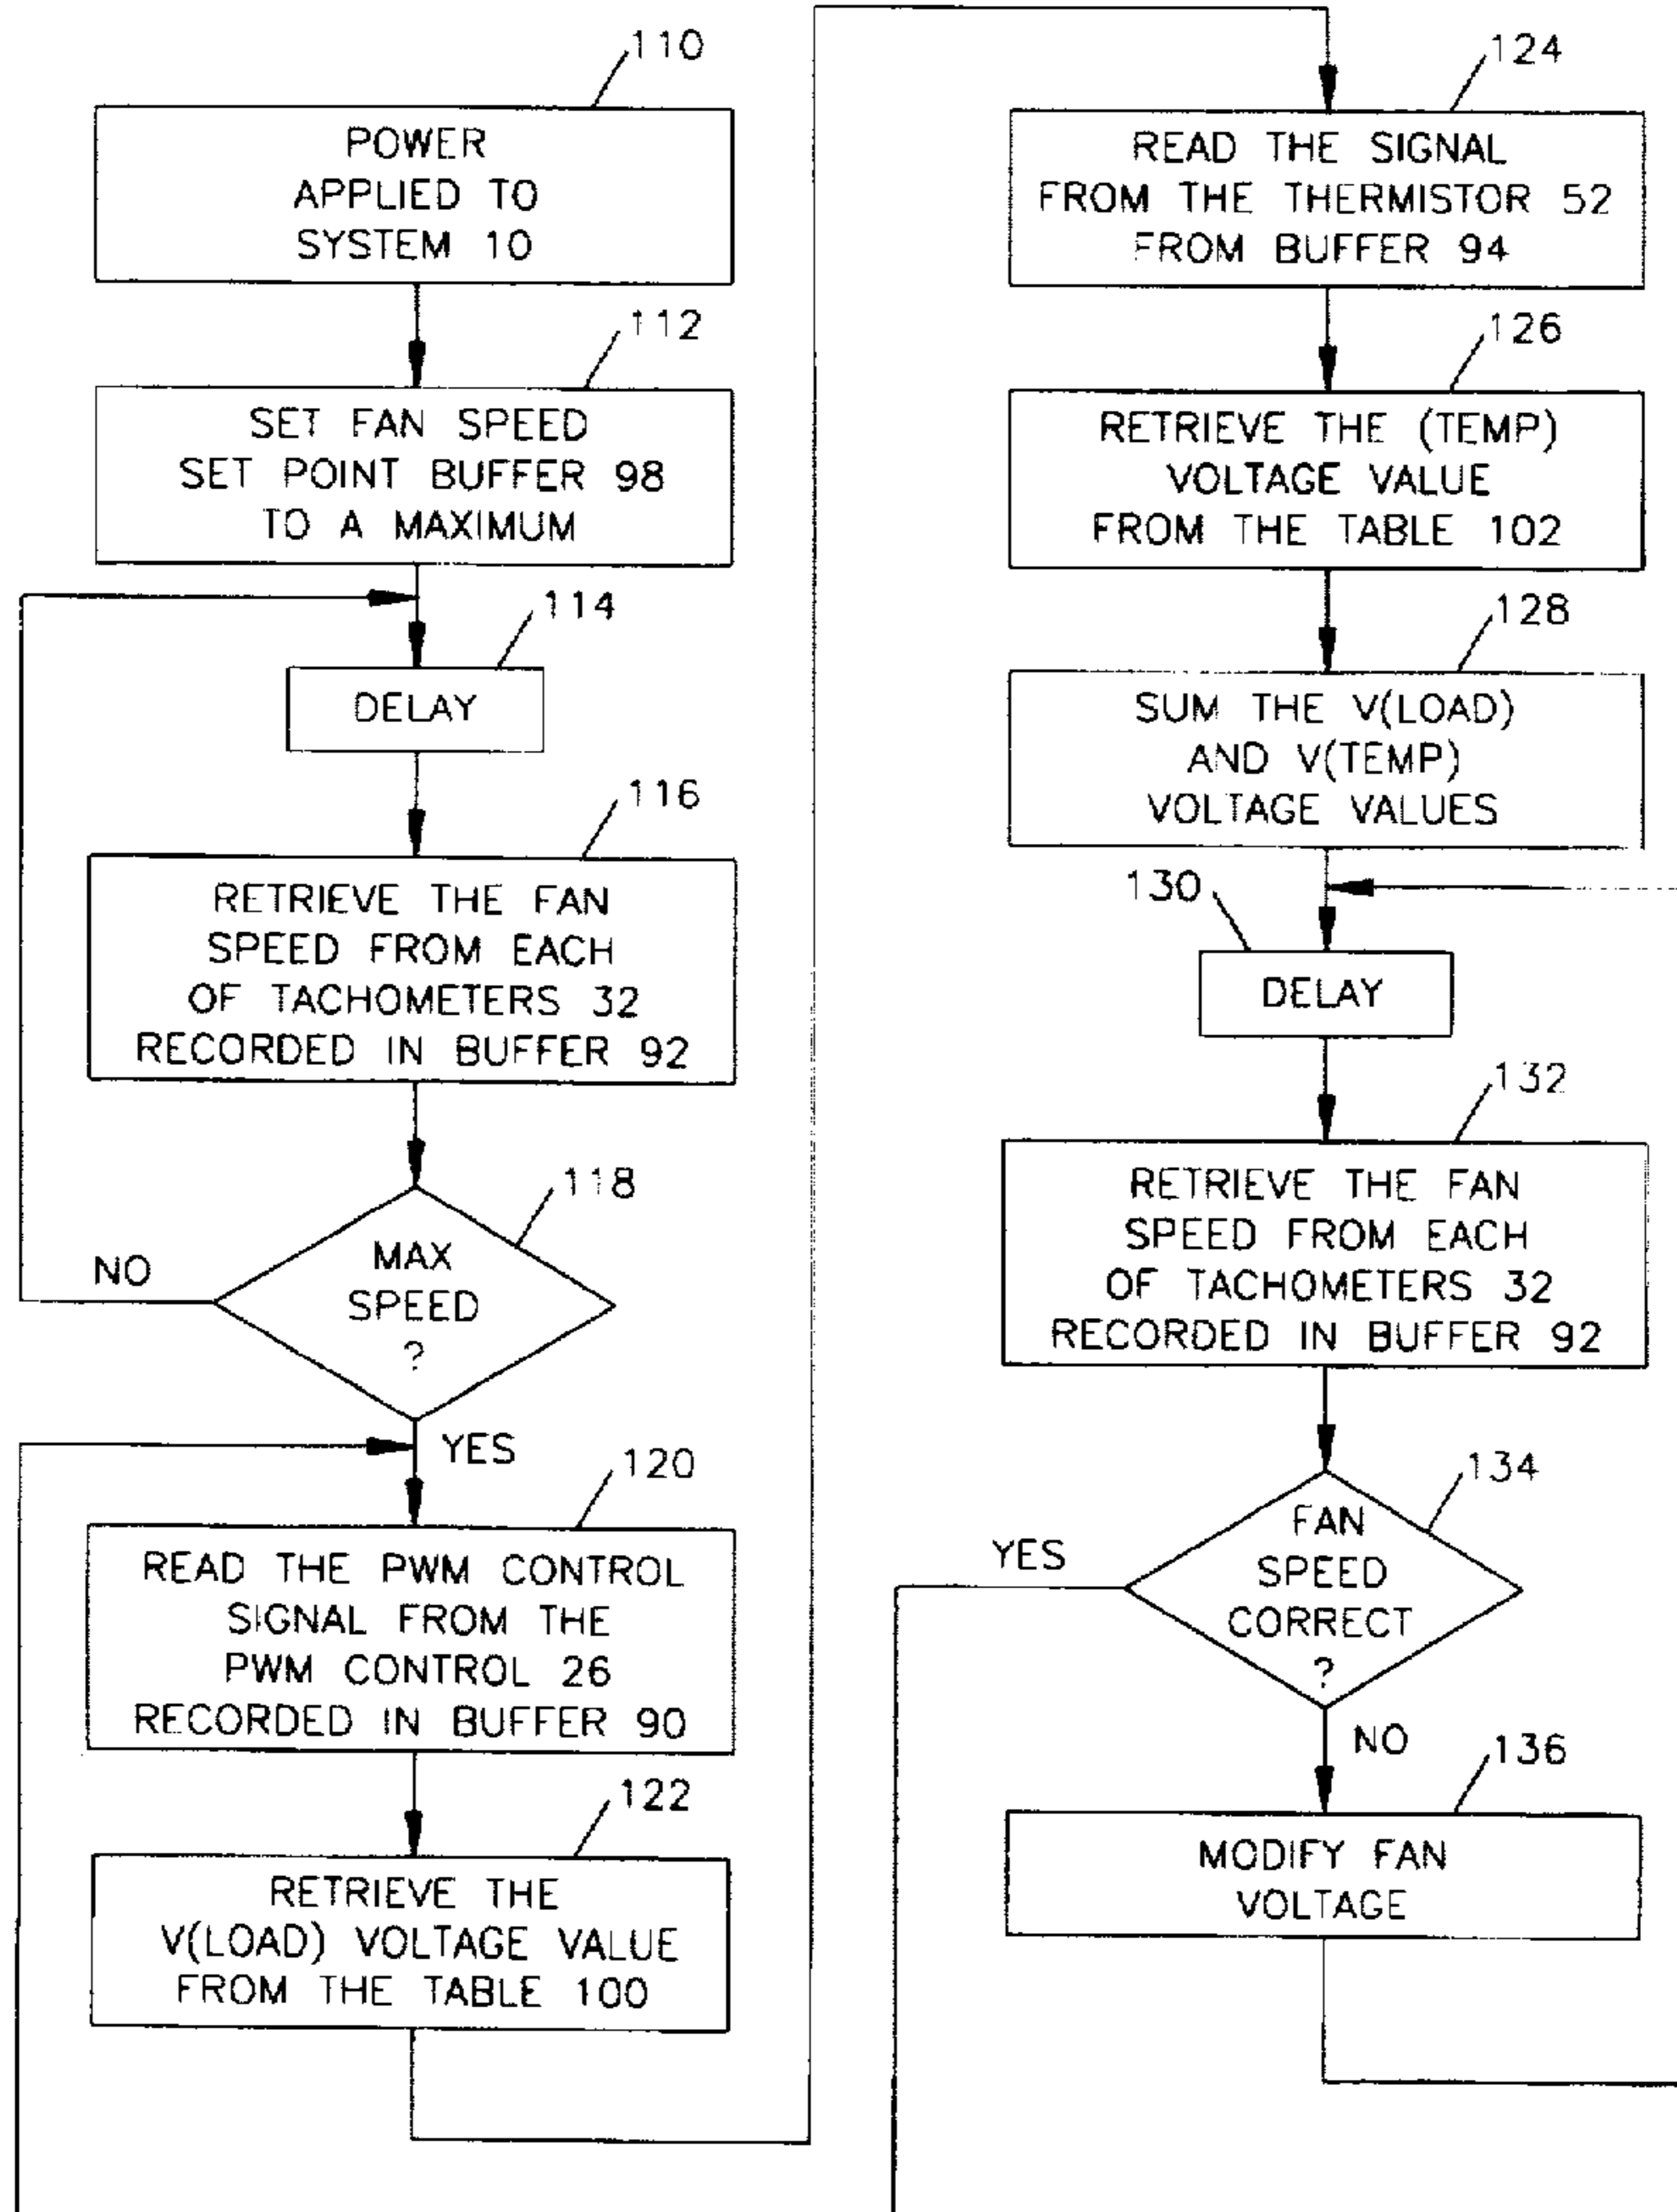 110
POWER
APPLIED TO
SYSTEM 10
112
SET FAN SPEED
SET POINT BUFFER 98
TO A MAXIMUM
114
DELAY
116
RETRIEVE THE FAN
SPEED FROM EACH
OF TACHOMETERS 32
RECORDED IN BUFFER 92
118
MAX
SPEED
?
NO
YES
120
READ THE PWM CONTROL
SIGNAL FROM THE
PWM CONTROL 26
RECORDED IN BUFFER 90
122
RETRIEVE THE
V(LOAD) VOLTAGE VALUE
FROM THE TABLE 100
124
READ THE SIGNAL
FROM THE THERMISTOR 52
FROM BUFFER 94
126
RETRIEVE THE (TEMP)
VOLTAGE VALUE
FROM THE TABLE 102
128
SUM THE V(LOAD)
AND V(TEMP)
VOLTAGE VALUES
130
DELAY
132
RETRIEVE THE FAN
SPEED FROM EACH
OF TACHOMETERS 32
RECORDED IN BUFFER 92
134
FAN
SPEED
CORRECT
?
YES
NO
136
MODIFY FAN
VOLTAGE